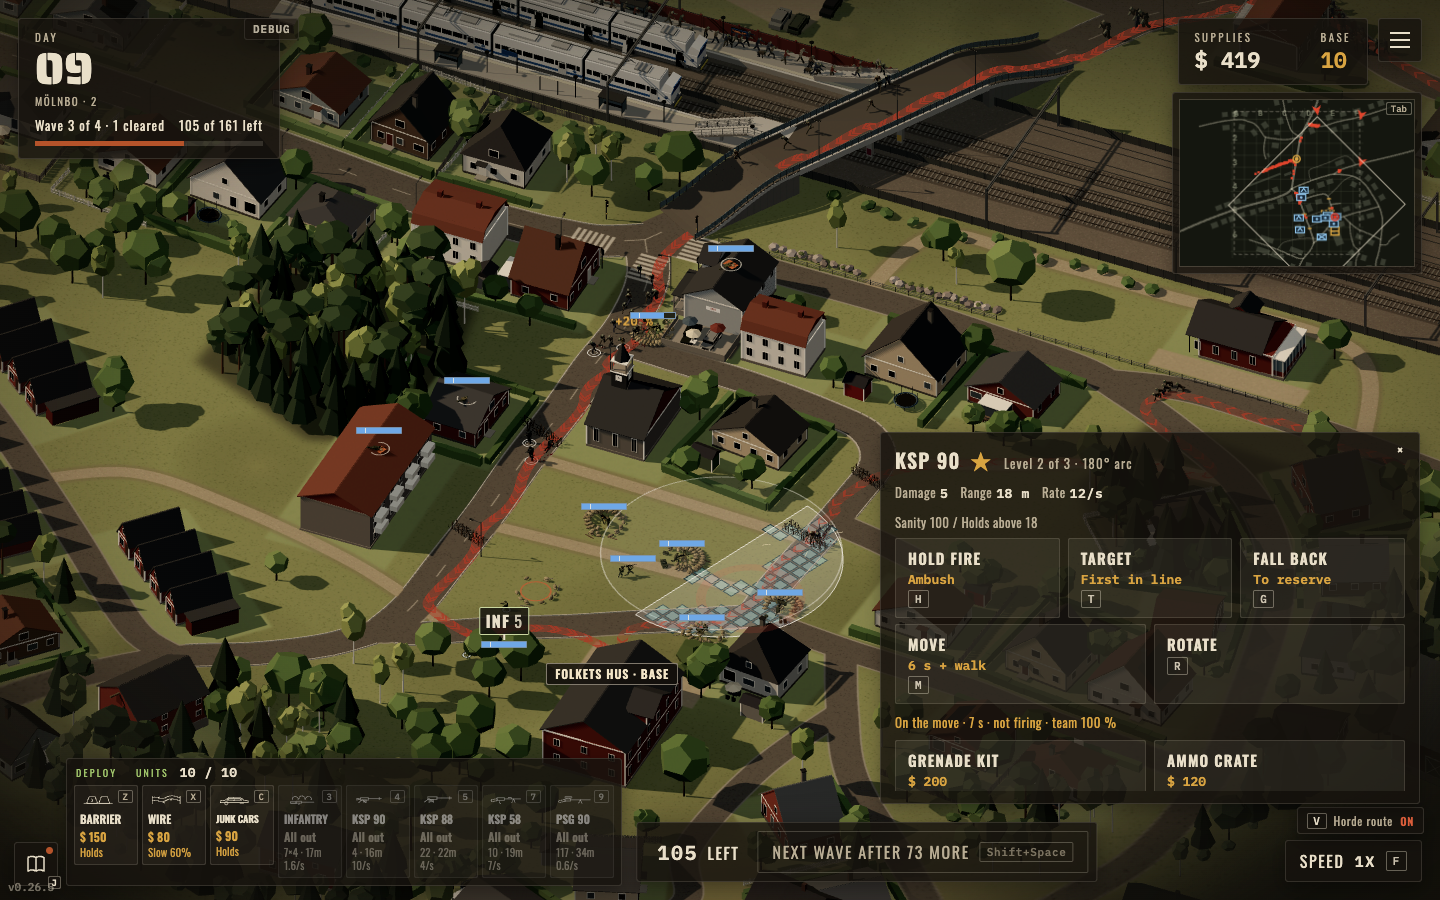 DEBUG
DAY
09
MÖLNBO · 2
Wave 3 of 4 · 1 cleared 105 of 161 left
SUPPLIES
$ 419
BASE
10
Tab
KSP 90 ★ Level 2 of 3 · 180° arc
Damage 5 Range 18 m Rate 12/s
Sanity 100 / Holds above 18
HOLD FIRE
Ambush
H
TARGET
First in line
T
FALL BACK
To reserve
G
MOVE
6 s + walk
M
ROTATE
R
On the move · 7 s · not firing · team 100 %
GRENADE KIT
$ 200
AMMO CRATE
$ 120
INF 5
FOLKETS HUS · BASE
DEPLOY UNITS 10 / 10
Z
BARRIER
$ 150
Holds
X
WIRE
$ 80
Slow 60%
C
JUNK CARS
$ 90
Holds
3
INFANTRY
All out
7×4 · 17m
1.6/s
4
KSP 90
All out
4 · 16m
10/s
5
KSP 88
All out
22 · 22m
4/s
7
KSP 58
All out
10 · 19m
7/s
9
PSG 90
All out
117 · 34m
0.6/s
J
105 LEFT
NEXT WAVE AFTER 73 MORE Shift+Space
V Horde route ON
SPEED 1X F